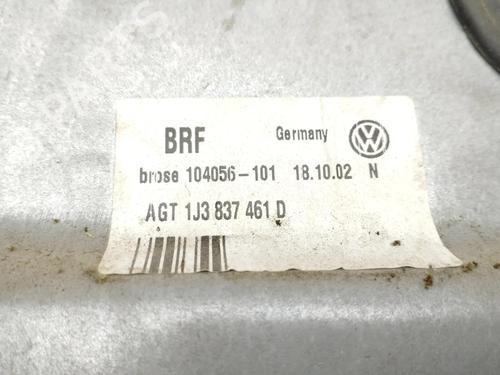 BRF Germany
brose 104056-101 18.10.02 N
AGT 1J3 837 461 D